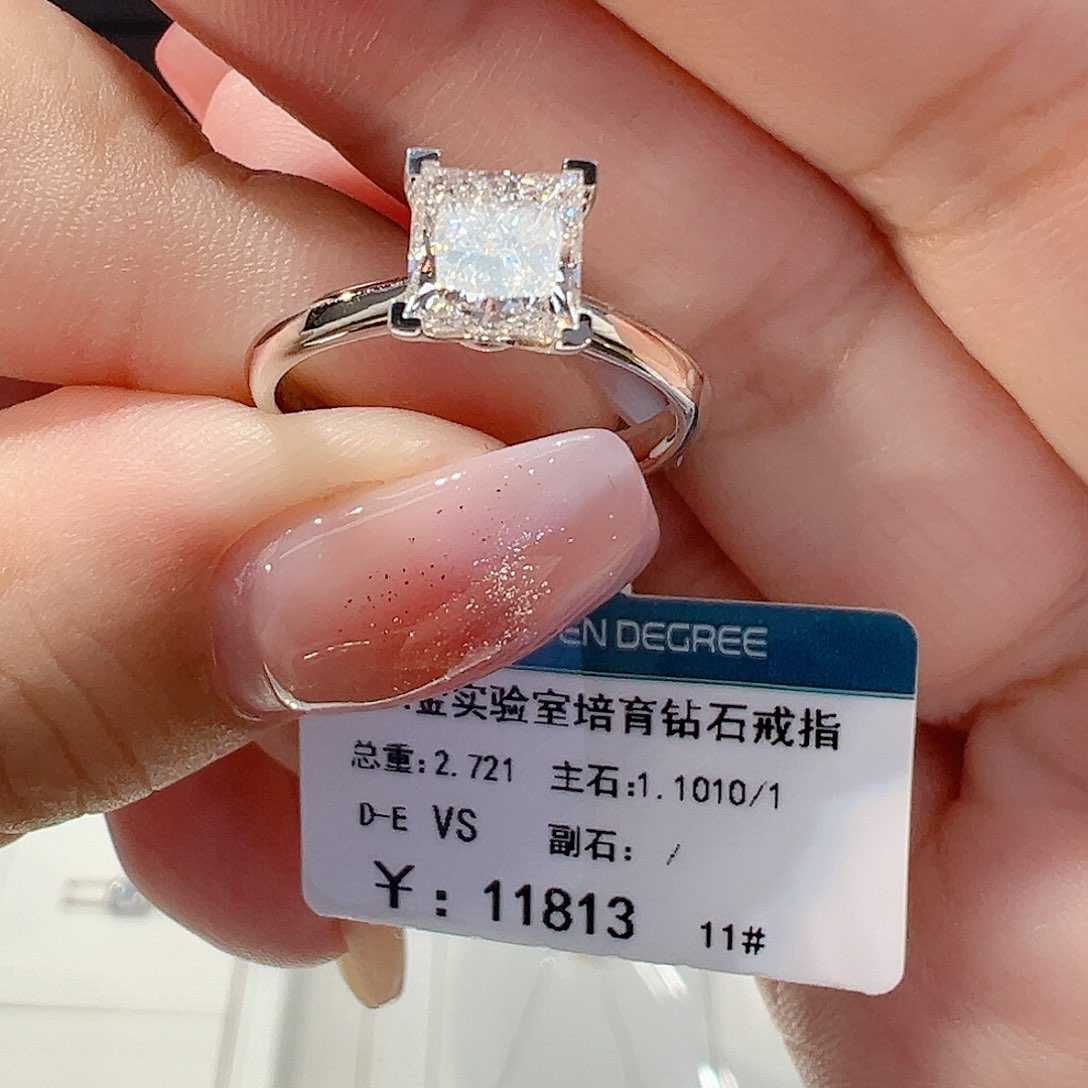 EN DEGREE
金实验室培育钻石戒指
总重:2.721 主石:1.1010/1
D-E VS 副石: /
¥: 11813 11#